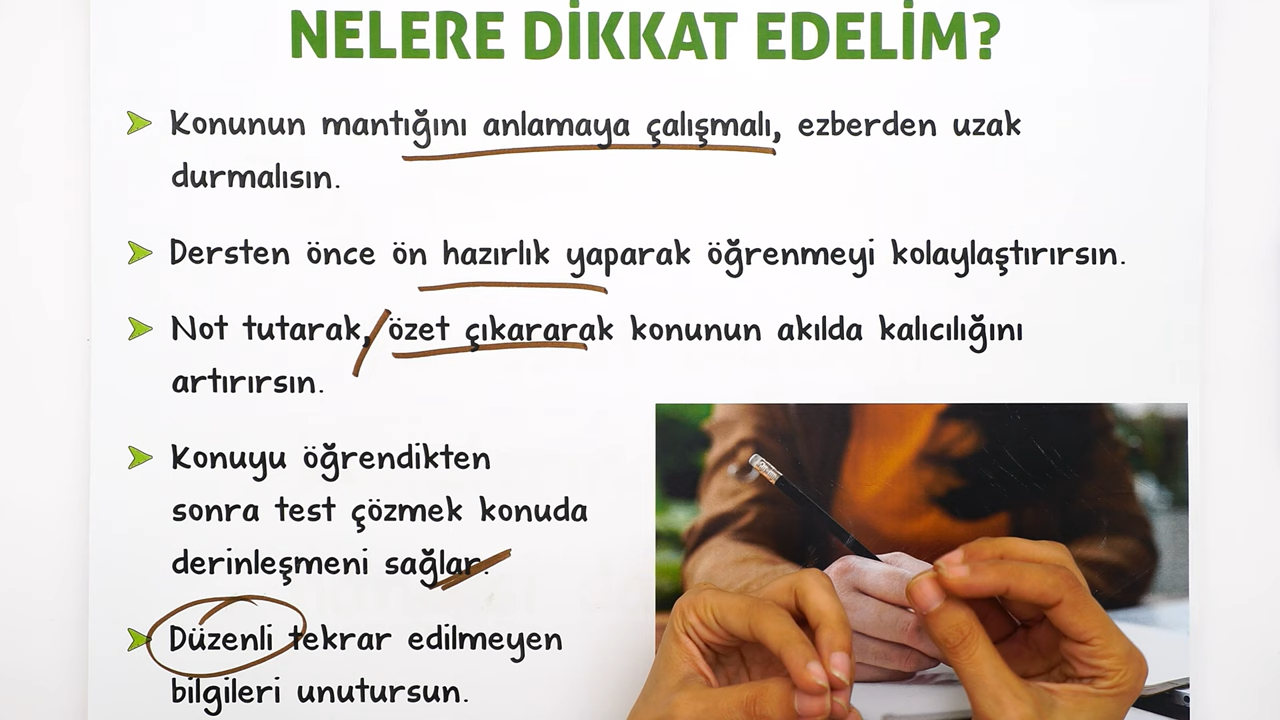 NELERE DİKKAT EDELİM?
Konunun mantığını anlamaya çalışmalı, ezberden uzak
durmalısın.
Dersten önce ön hazırlık yaparak öğrenmeyi kolaylaştırırsın.
Not tutarak, özet çıkararak konunun akılda kalıcılığını
artırırsın.
Konuyu öğrendikten
sonra test çözmek konuda
derinleşmeni sağlar.
Düzenli tekrar edilmeyen
bilgileri unutursun.